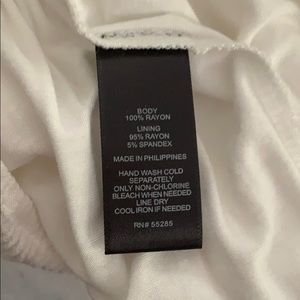 BODY
100% RAYON
LINING
95% RAYON
5% SPANDEX
MADE IN PHILIPPINES
HAND WASH COLD
SEPARATELY
ONLY NON-CHLORINE
BLEACH WHEN NEEDED
LINE DRY
COOL IRON IF NEEDED
RN# 55285